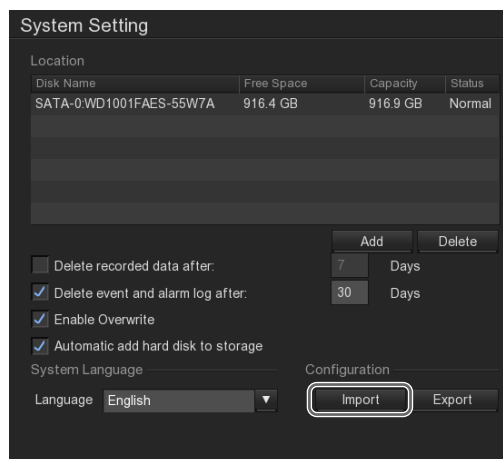 System Setting
Location
Disk Name Free Space Capacity Status
SATA-0:WD1001FAES-55W7A 916.4 GB 916.9 GB Normal
Add Delete
Delete recorded data after: 7 Days
Delete event and alarm log after: 30 Days
Enable Overwrite
Automatic add hard disk to storage
System Language Configuration
Language English Import Export